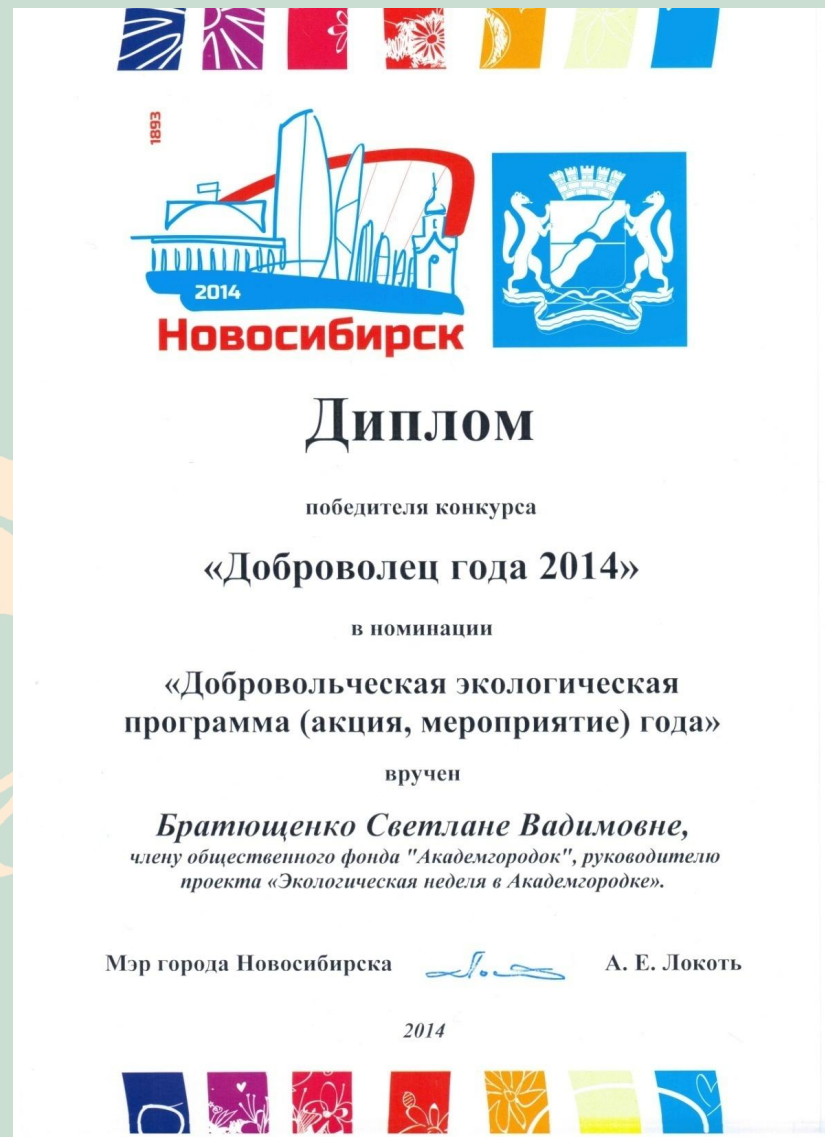 1893
2014
Новосибирск
Диплом
победителя конкурса
«Доброволец года 2014»
в номинации
«Добровольческая экологическая
программа (акция, мероприятие) года»
вручен
Братющенко Светлане Вадимовне,
члену общественного фонда "Академгородок", руководителю
проекта «Экологическая неделя в Академгородке».
Мэр города Новосибирска А. Е. Локоть
2014